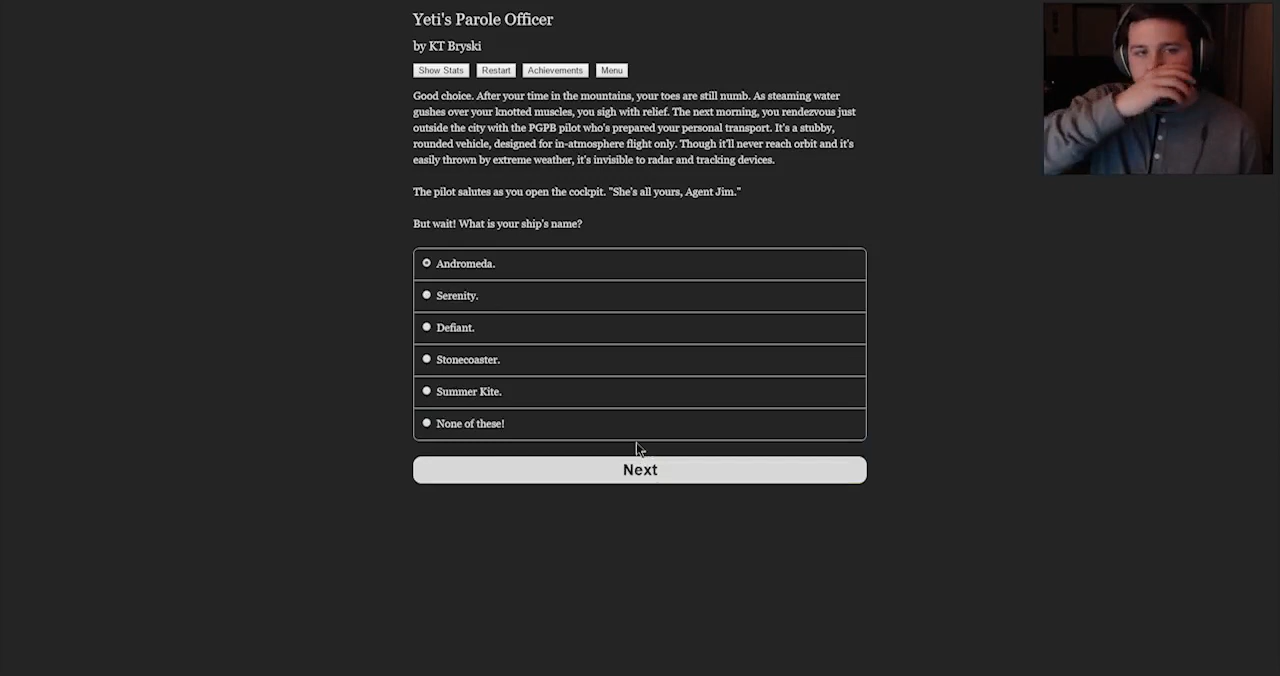 Yeti's Parole Officer
by KT Bryski
Show Stats Restart Achievements Menu
Good choice. After your time in the mountains, your toes are still numb. As steaming water
gushes over your knotted muscles, you sigh with relief. The next morning, you rendezvous just
outside the city with the PGPB pilot who's prepared your personal transport. It's a stubby,
rounded vehicle, designed for in-atmosphere flight only. Though it'll never reach orbit and it's
easily thrown by extreme weather, it's invisible to radar and tracking devices.
The pilot salutes as you open the cockpit. "She's all yours, Agent Jim."
But wait! What is your ship's name?
Andromeda.
Serenity.
Defiant.
Stonecoaster.
Summer Kite.
None of these!
Next